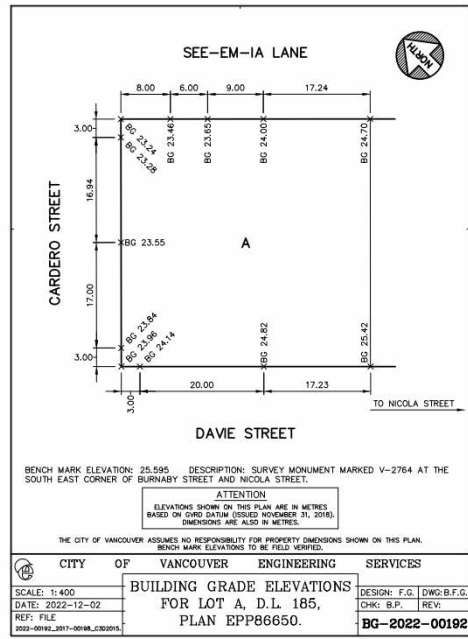 SEE-EM-IA LANE
NORTH
8.00 6.00 9.00 17.24
3.00
BG 23.24
BG 23.28
BG 23.46
BG 23.65
BG 24.00
BG 24.70
16.94
CARDERO STREET
BG 23.55
A
17.00
BG 23.84
BG 23.96
BG 24.14
BG 24.82
BG 25.42
3.00
3.00
20.00 17.23
TO NICOLA STREET
DAVIE STREET
BENCH MARK ELEVATION: 25.595 DESCRIPTION: SURVEY MONUMENT MARKED V-2764 AT THE
SOUTH EAST CORNER OF BURNABY STREET AND NICOLA STREET.
ATTENTION
ELEVATIONS SHOWN ON THIS PLAN ARE IN METRES
BASED ON GVRD DATUM (ISSUED NOVEMBER 31, 2018).
DIMENSIONS ARE ALSO IN METRES.
THE CITY OF VANCOUVER ASSUMES NO RESPONSIBILITY FOR PROPERTY DIMENSIONS SHOWN ON THIS PLAN.
BENCH MARK ELEVATIONS TO BE FIELD VERIFIED.
CITY OF VANCOUVER ENGINEERING SERVICES
SCALE: 1:400
DATE: 2022-12-02
REF: FILE
2022-00192_2017-00198_C3D2015.
BUILDING GRADE ELEVATIONS
FOR LOT A, D.L. 185,
PLAN EPP86650.
DESIGN: F.G. DWG:B.F.G.
CHK: B.P. REV:
BG-2022-00192